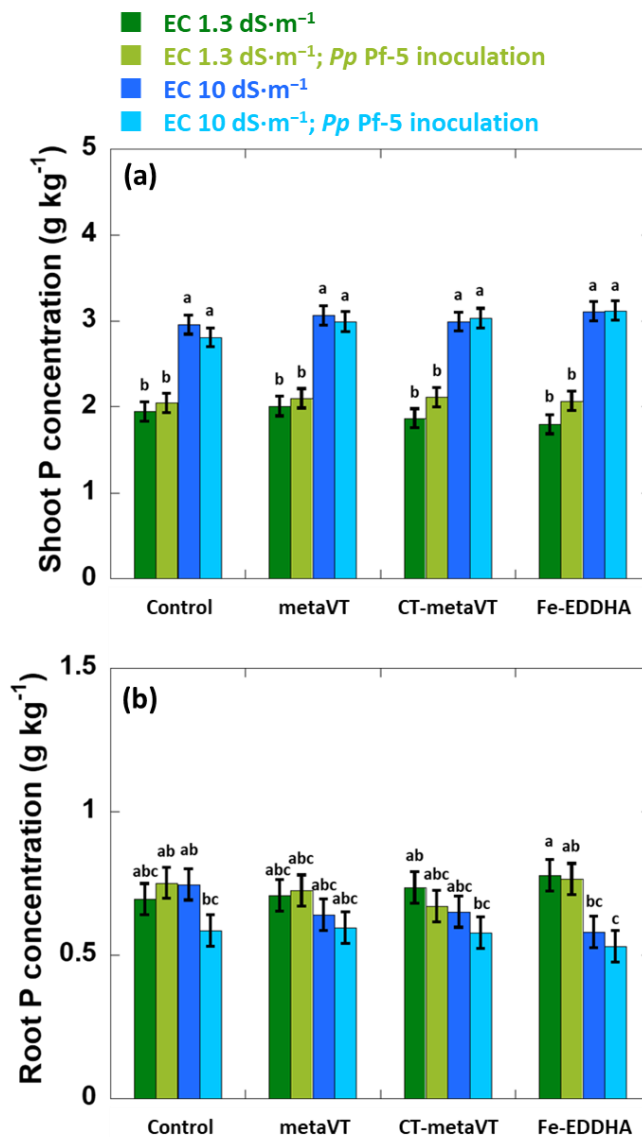 EC 1.3 dS·m⁻¹
EC 1.3 dS·m⁻¹; Pp Pf-5 inoculation
EC 10 dS·m⁻¹
EC 10 dS·m⁻¹; Pp Pf-5 inoculation
(a)
Shoot P concentration (g kg⁻¹)
5
4
3
2
1
0
b b a a b b a a b b a a b b a a
Control metaVT CT-metaVT Fe-EDDHA
(b)
Root P concentration (g kg⁻¹)
1.5
1
0.5
0
abc ab ab bc abc abc abc abc ab abc abc bc a ab bc c
Control metaVT CT-metaVT Fe-EDDHA